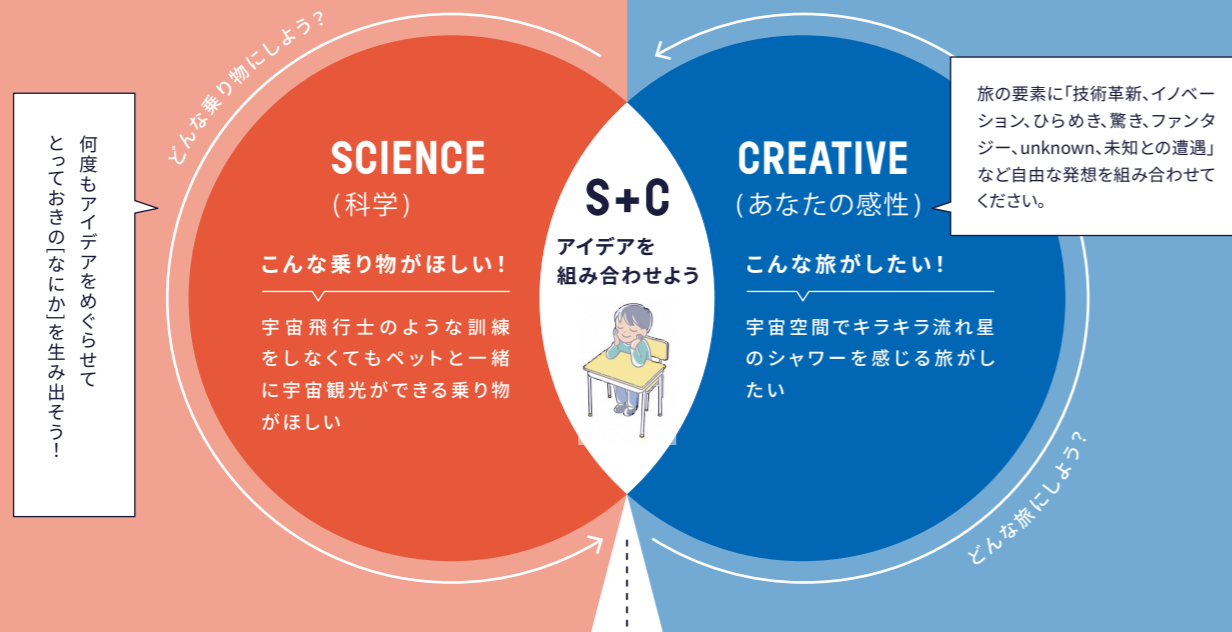 どんな乗り物にしよう?
何度もアイデアをめぐらせて
とっておきの[なにか]を生み出そう!
SCIENCE
(科学)
こんな乗り物がほしい!
宇宙飛行士のような訓練
をしなくてもペットと一緒
に宇宙観光ができる乗り物
がほしい
S+C
アイデアを
組み合わせよう
CREATIVE
(あなたの感性)
こんな旅がしたい!
宇宙空間でキラキラ流れ星
のシャワーを感じる旅がし
たい
旅の要素に「技術革新、イノベー
ション、ひらめき、驚き、ファンタ
ジー、unknown、未知との遭遇」
など自由な発想を組み合わせて
ください。
どんな旅にしよう?